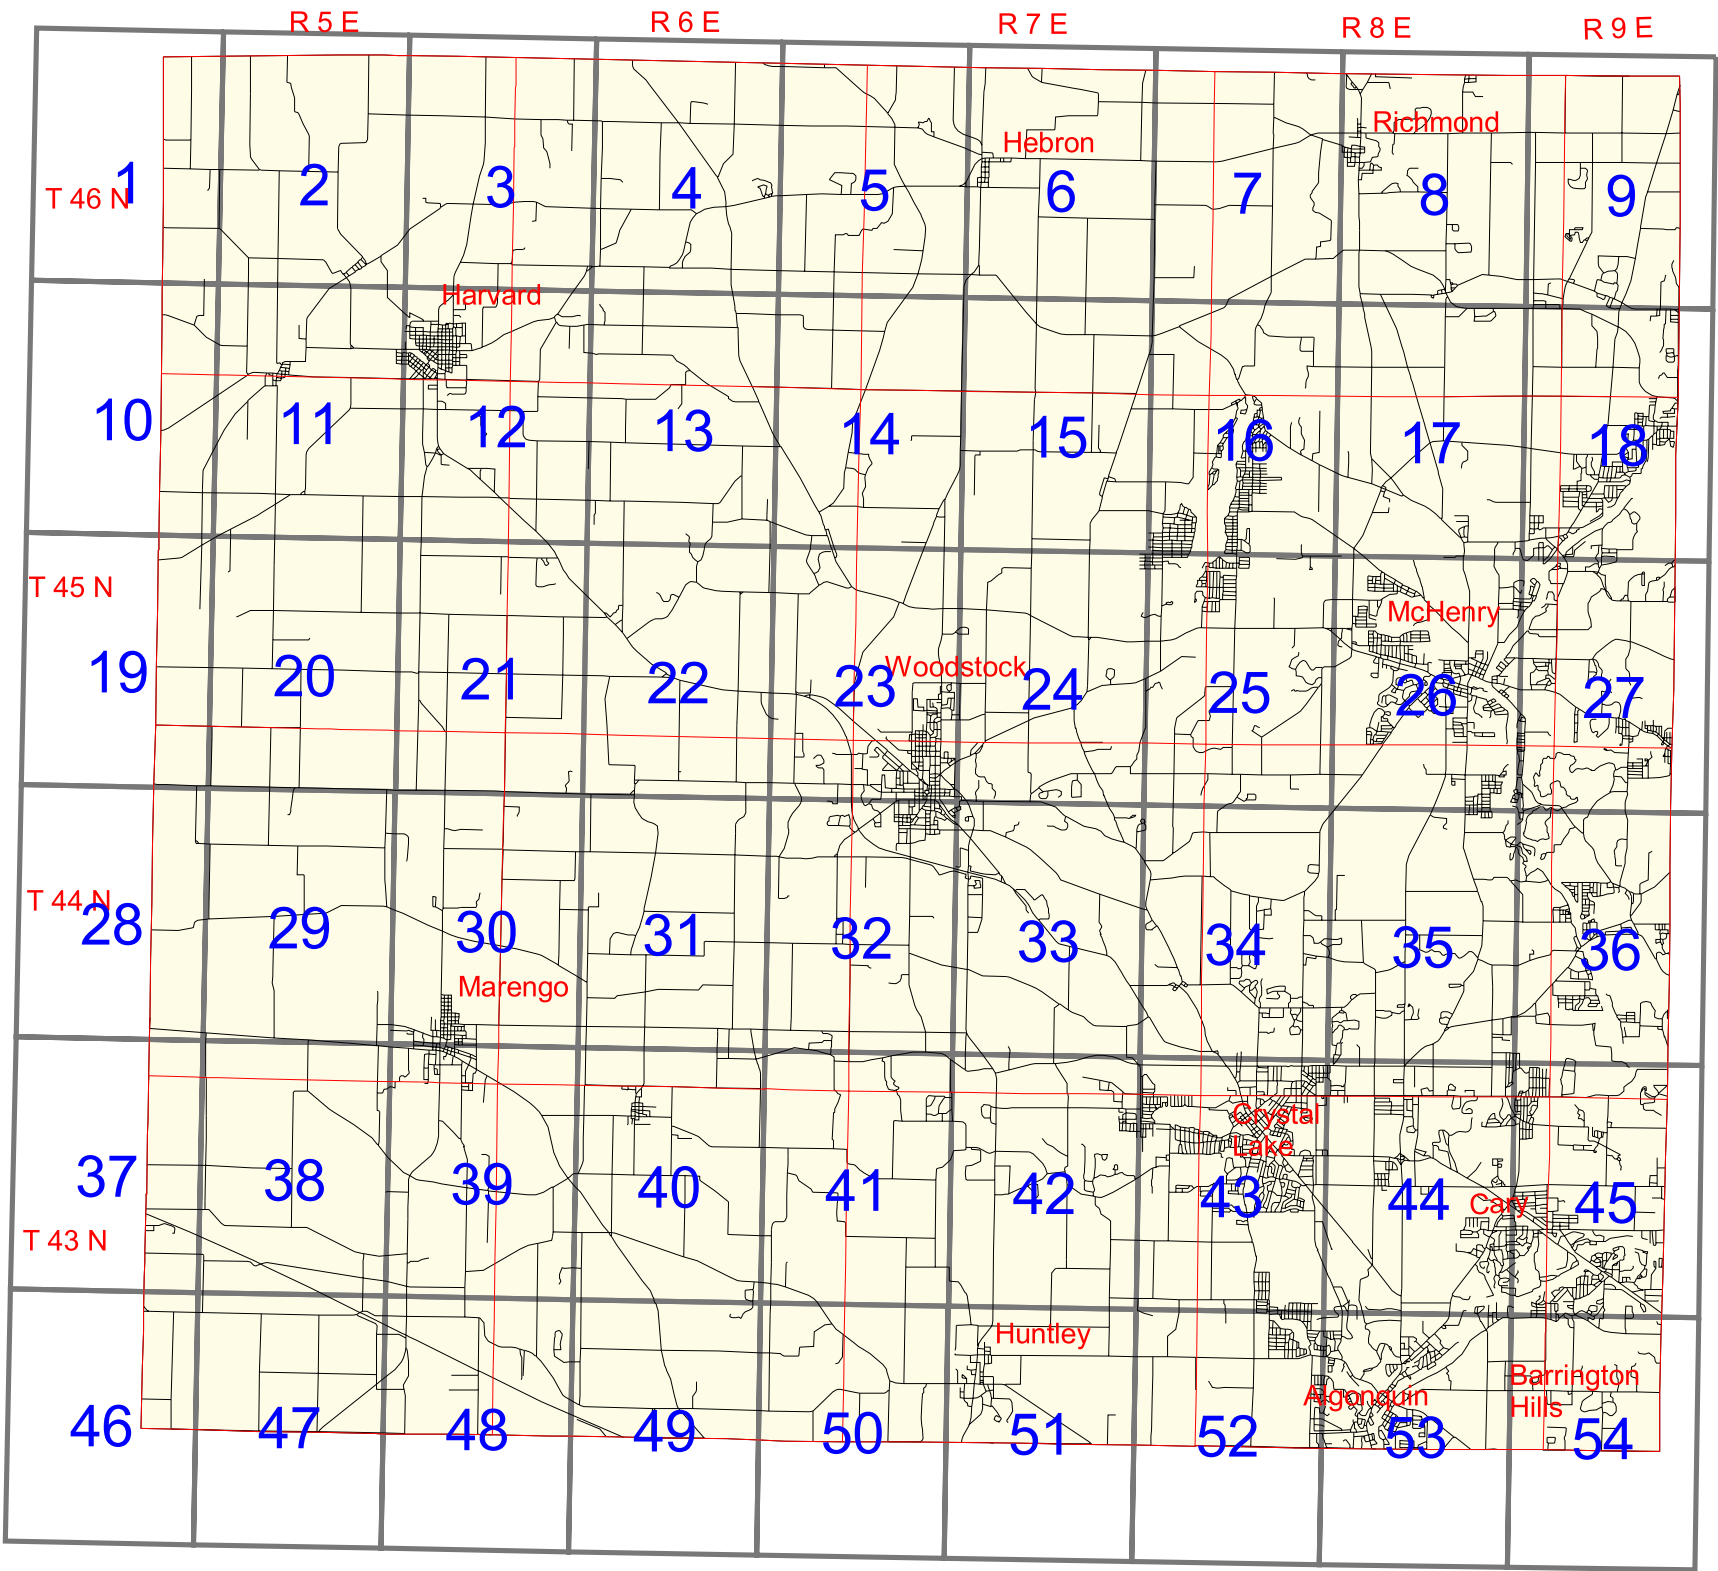 R 5 E R 6 E R 7 E R 8 E R 9 E
Richmond
Hebron
1 2 3 4 5 6 7 8 9
T 46 N
Harvard
10 11 12 13 14 15 16 17 18
T 45 N
McHenry
Woodstock
19 20 21 22 23 24 25 26 27
T 44 N
28 29 30 31 32 33 34 35 36
Marengo
Crystal
Lake
37 38 39 40 41 42 43 44 45
Cary
T 43 N
Huntley
Barrington
Hills
Algonquin
46 47 48 49 50 51 52 53 54